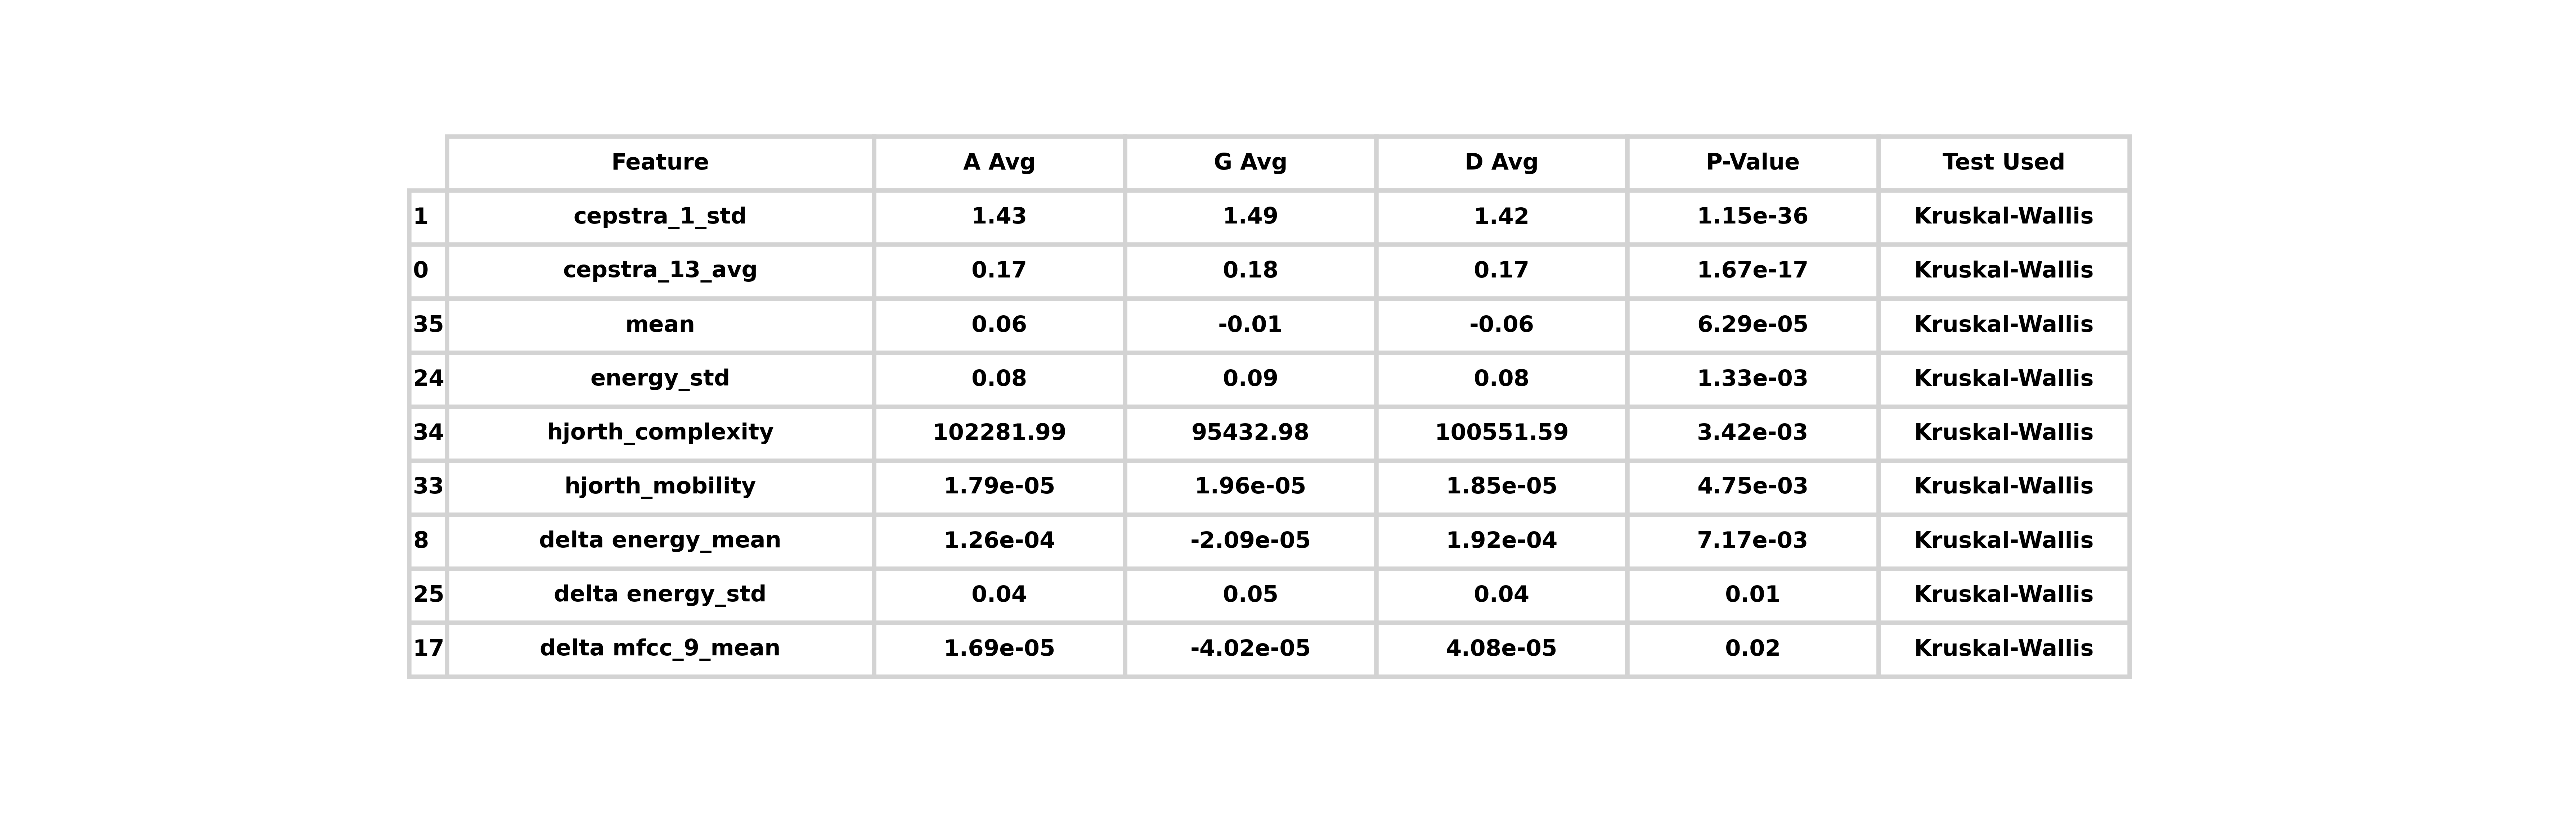 Feature A Avg G Avg D Avg P-Value Test Used
1 cepstra_1_std 1.43 1.49 1.42 1.15e-36 Kruskal-Wallis
0 cepstra_13_avg 0.17 0.18 0.17 1.67e-17 Kruskal-Wallis
35 mean 0.06 -0.01 -0.06 6.29e-05 Kruskal-Wallis
24 energy_std 0.08 0.09 0.08 1.33e-03 Kruskal-Wallis
34 hjorth_complexity 102281.99 95432.98 100551.59 3.42e-03 Kruskal-Wallis
33 hjorth_mobility 1.79e-05 1.96e-05 1.85e-05 4.75e-03 Kruskal-Wallis
8 delta energy_mean 1.26e-04 -2.09e-05 1.92e-04 7.17e-03 Kruskal-Wallis
25 delta energy_std 0.04 0.05 0.04 0.01 Kruskal-Wallis
17 delta mfcc_9_mean 1.69e-05 -4.02e-05 4.08e-05 0.02 Kruskal-Wallis